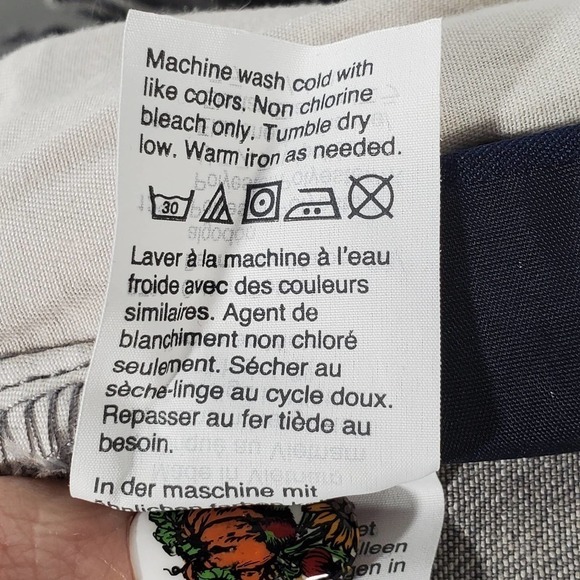 Machine wash cold with
like colors. Non chlorine
bleach only. Tumble dry
low. Warm iron as needed.
30
Laver à la machine à l'eau
froide avec des couleurs
similaires. Agent de
blanchiment non chloré
seulement. Sécher au
sèche-linge au cycle doux.
Repasser au fer tiède au
besoin.
In der maschine mit